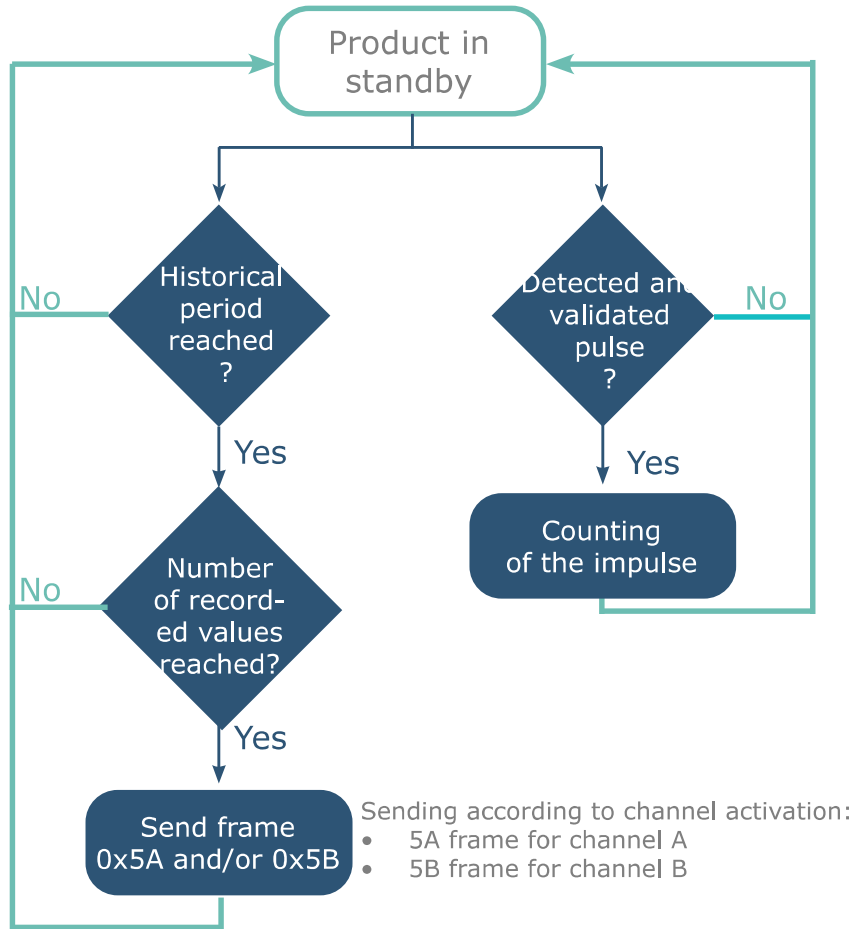 Product in
standby
Historical
period
reached
?
No
Yes
Detected and
validated
pulse
?
No
Yes
Counting
of the impulse
Number
of record-
ed values
reached?
No
Yes
Send frame
0x5A and/or 0x5B
Sending according to channel activation:
• 5A frame for channel A
• 5B frame for channel B